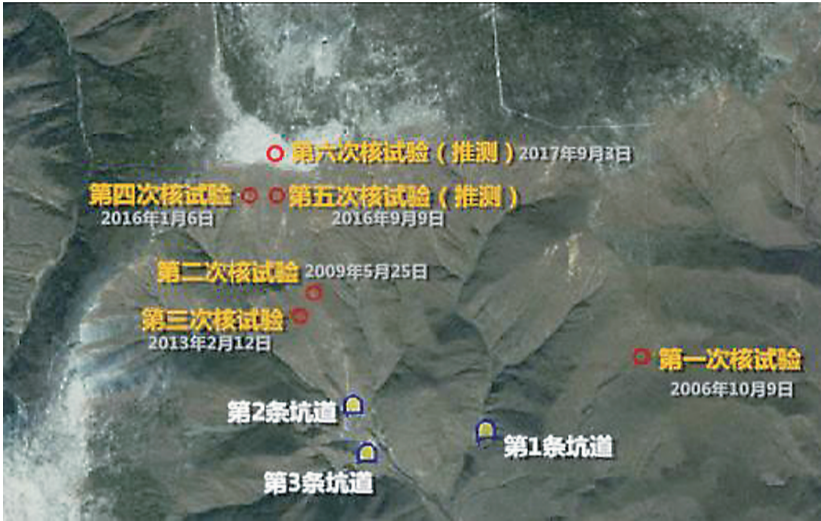 第六次核试验（推测）2017年9月3日
第四次核试验
第五次核试验（推测）
2016年1月6日
2016年9月9日
第二次核试验 2009年5月25日
第三次核试验
2013年2月12日
第一次核试验
2006年10月9日
第2条坑道
第1条坑道
第3条坑道